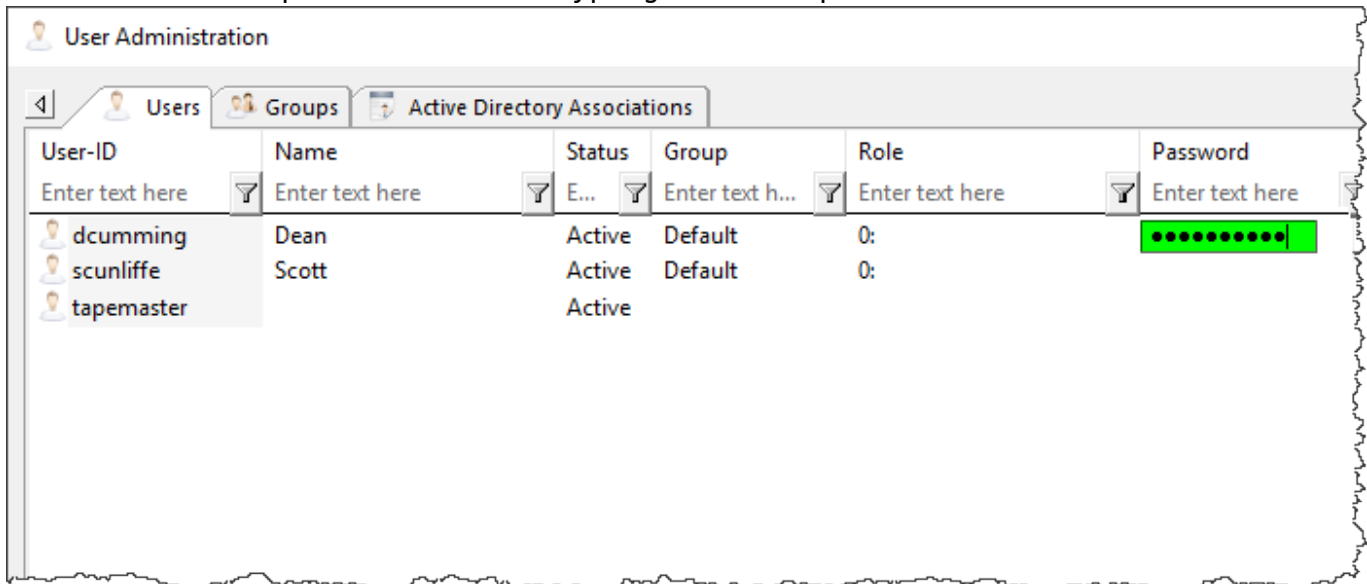 User Administration
Users Groups Active Directory Associations
User-ID Name Status Group Role Password
Enter text here Enter text here E... Enter text h... Enter text here Enter text here
dcumming Dean Active Default 0: ●●●●●●●●●●
scunliffe Scott Active Default 0:
tapemaster Active